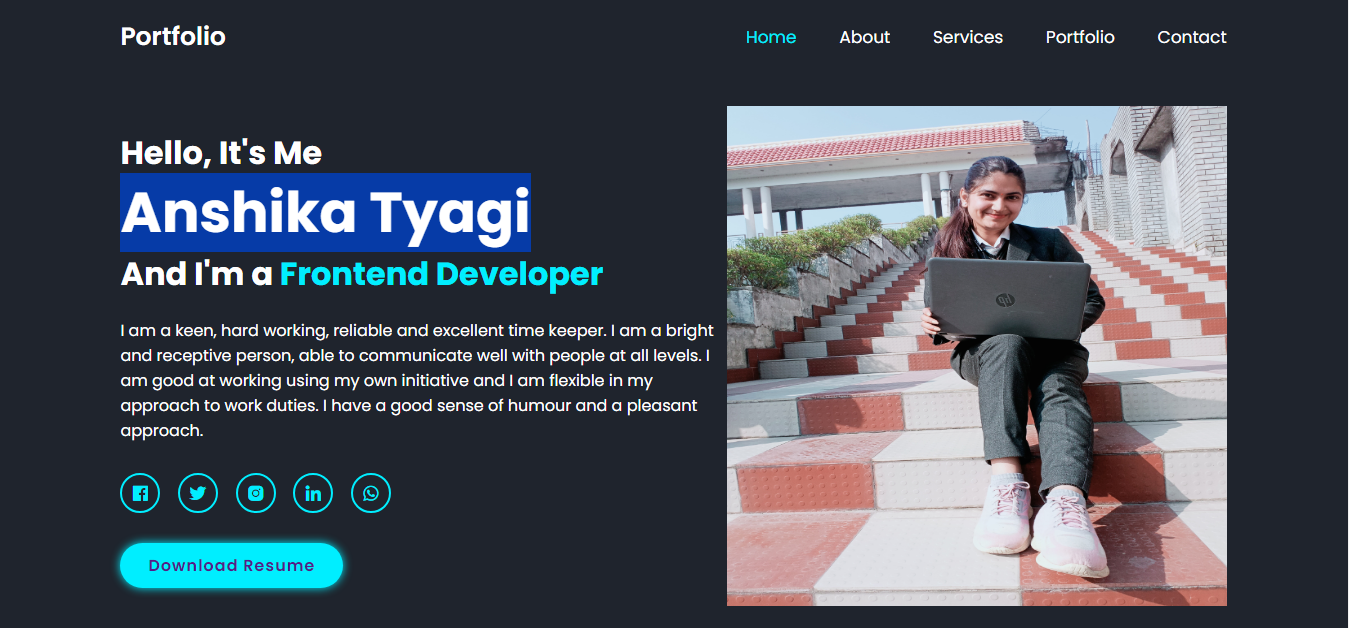 Portfolio
Home About Services Portfolio Contact
Hello, It's Me
Anshika Tyagi
And I'm a Frontend Developer
I am a keen, hard working, reliable and excellent time keeper. I am a bright
and receptive person, able to communicate well with people at all levels. I
am good at working using my own initiative and I am flexible in my
approach to work duties. I have a good sense of humour and a pleasant
approach.
in
Download Resume
hp